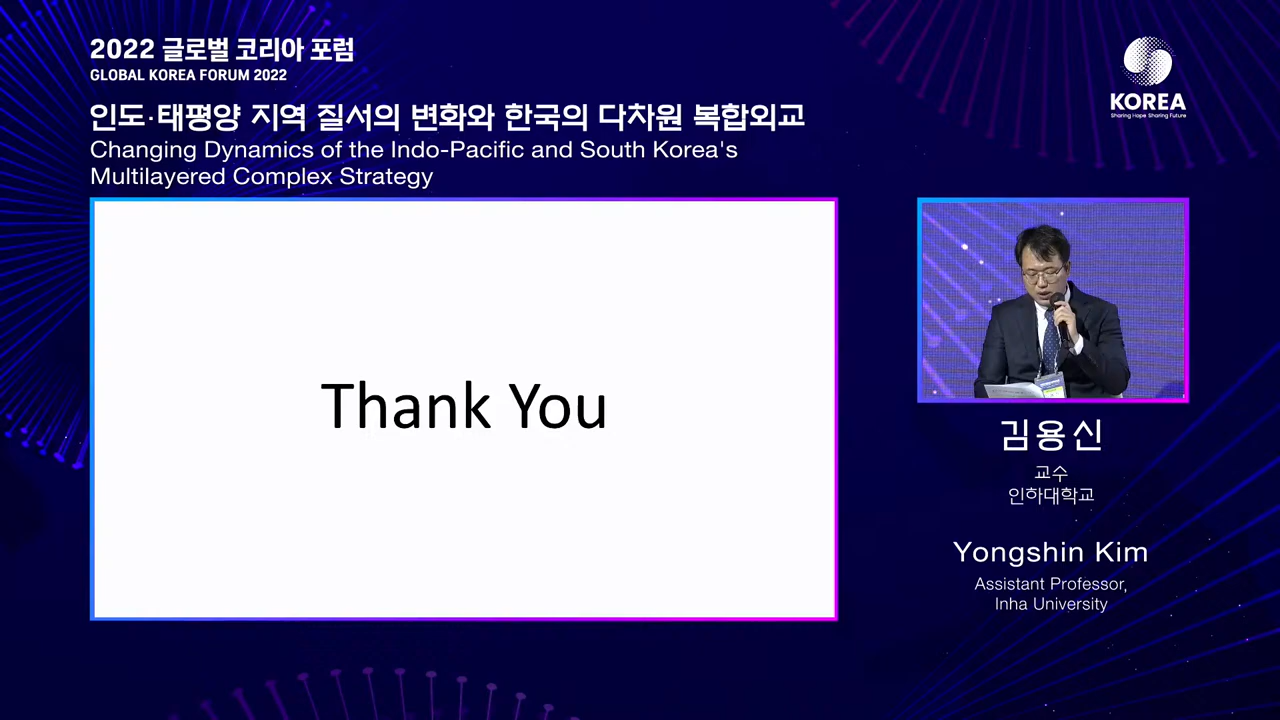 2022 글로벌 코리아 포럼
GLOBAL KOREA FORUM 2022
KOREA
Sharing Hope Sharing Future
인도·태평양 지역 질서의 변화와 한국의 다차원 복합외교
Changing Dynamics of the Indo-Pacific and South Korea's
Multilayered Complex Strategy
Thank You
김용신
교수
인하대학교
Yongshin Kim
Assistant Professor,
Inha University